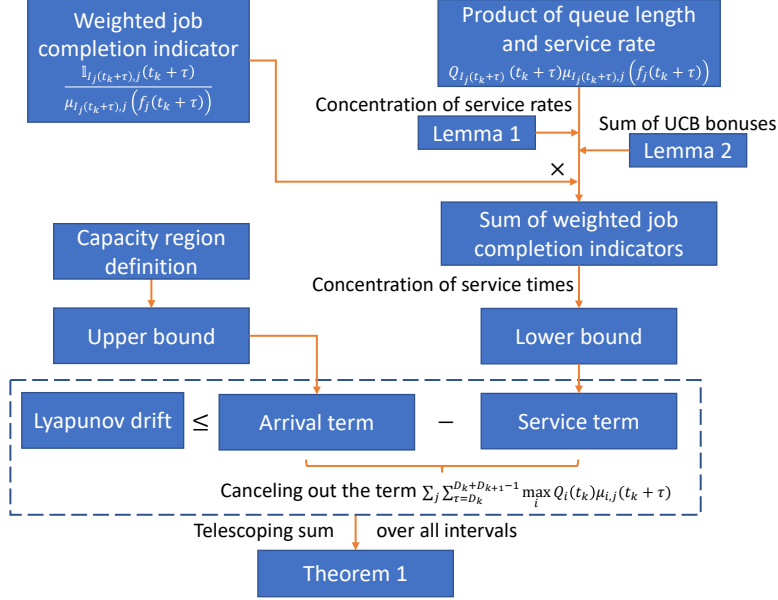 Weighted job
completion indicator
𝕀_{I_j(t_k+τ),j}(t_k + τ)
μ_{I_j(t_k+τ),j}(f_j(t_k + τ))
Product of queue length
and service rate
Q_{I_j(t_k+τ)}(t_k + τ)μ_{I_j(t_k+τ),j}(f_j(t_k + τ))
Concentration of service rates
Lemma 1
Sum of UCB bonuses
Lemma 2
×
Sum of weighted job
completion indicators
Capacity region
definition
Concentration of service times
Upper bound
Lower bound
Lyapunov drift ≤ Arrival term − Service term
Canceling out the term ∑_j ∑_{τ=D_k}^{D_k+D_{k+1}−1} max_i Q_i(t_k)μ_{i,j}(t_k + τ)
Telescoping sum over all intervals
Theorem 1